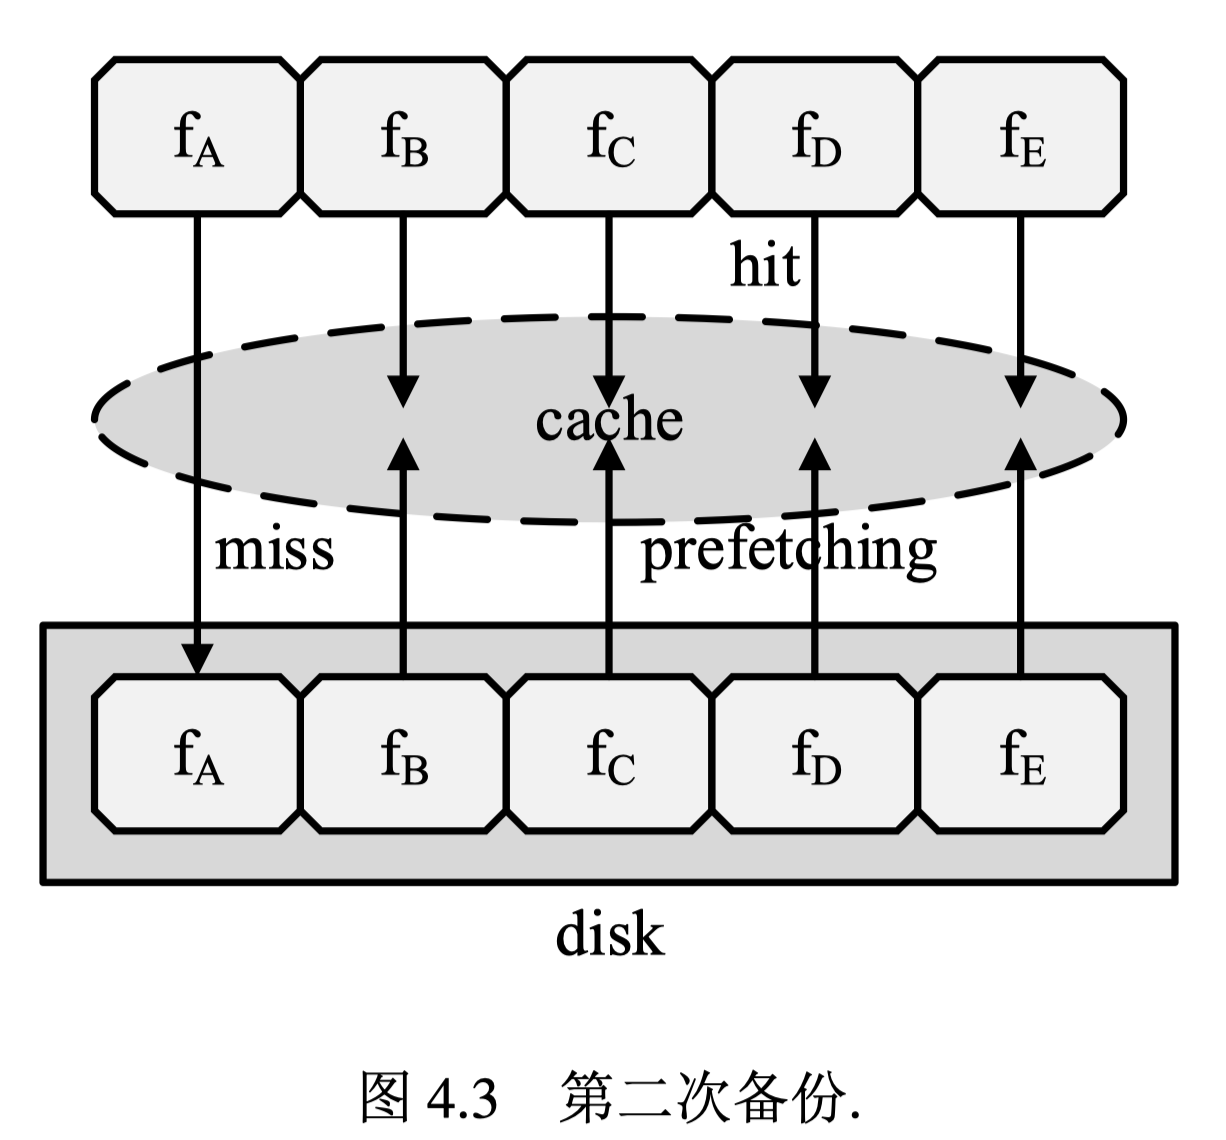 fA fB fC fD fE
hit
cache
miss prefetching
fA fB fC fD fE
disk
图 4.3 第二次备份.